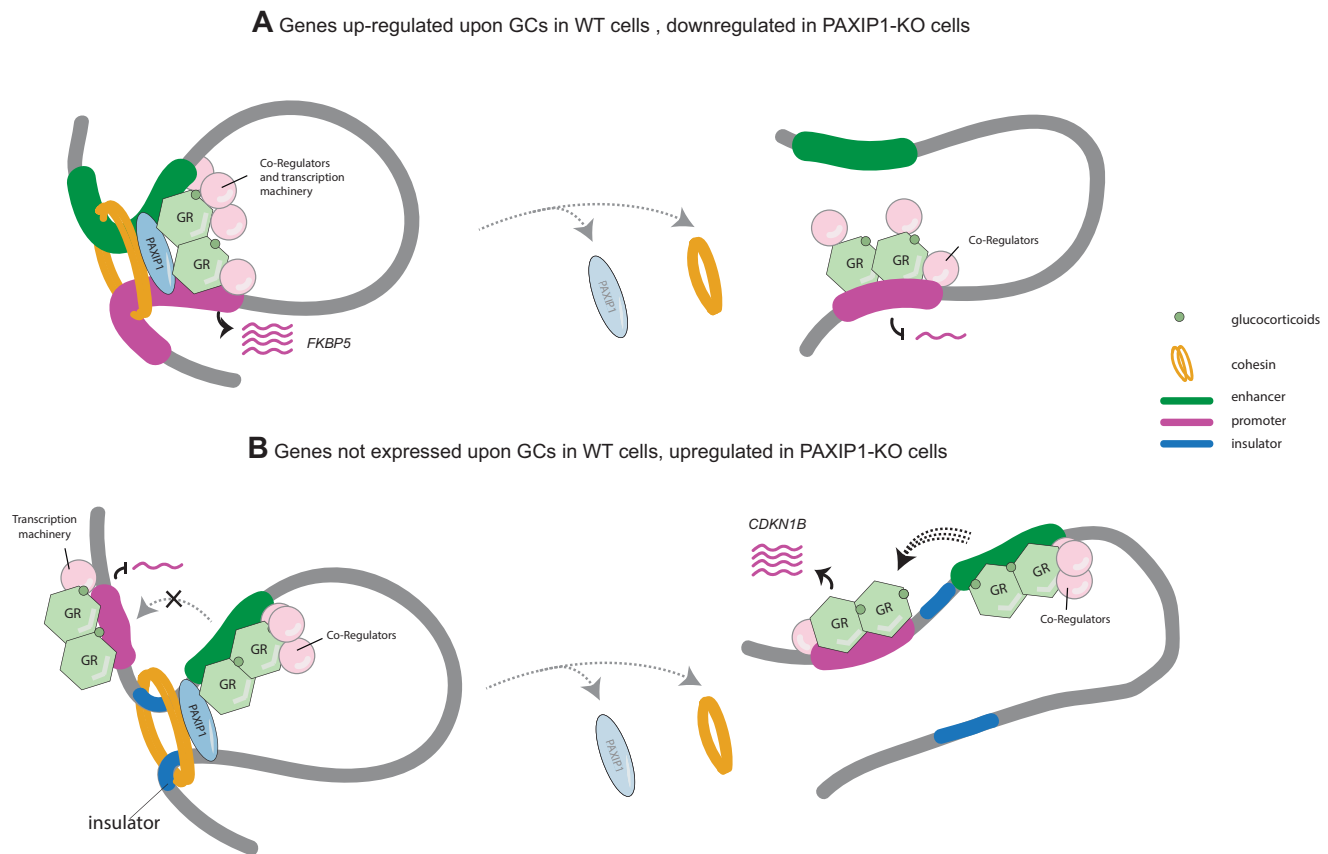 A Genes up-regulated upon GCs in WT cells , downregulated in PAXIP1-KO cells
Co-Regulators
and transcription
machinery
GR
GR
PAXIP1
FKBP5
PAXIP1
GR
GR
Co-Regulators
glucocorticoids
cohesin
enhancer
promoter
insulator
B Genes not expressed upon GCs in WT cells, upregulated in PAXIP1-KO cells
Transcription
machinery
GR
GR
GR
GR
Co-Regulators
PAXIP1
insulator
PAXIP1
CDKN1B
GR
GR
GR
GR
Co-Regulators